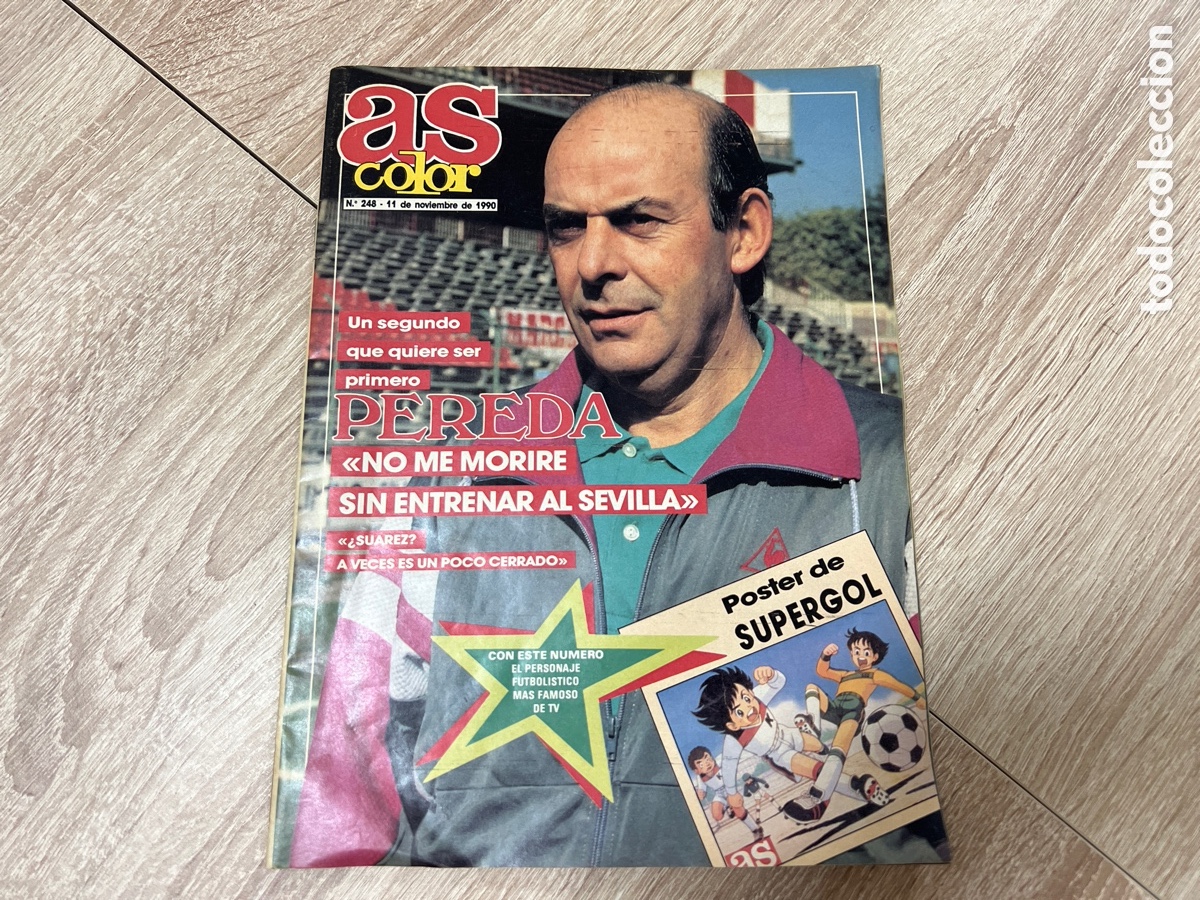 as
color
N.° 248 - 11 de noviembre de 1990
Un segundo
que quiere ser
primero
PEREDA
«NO ME MORIRE
SIN ENTRENAR AL SEVILLA»
«¿SUAREZ?
A VECES ES UN POCO CERRADO»
CON ESTE NUMERO
EL PERSONAJE
FUTBOLISTICO
MAS FAMOSO
DE TV
Poster de
SUPERGOL
as
todocoleccion